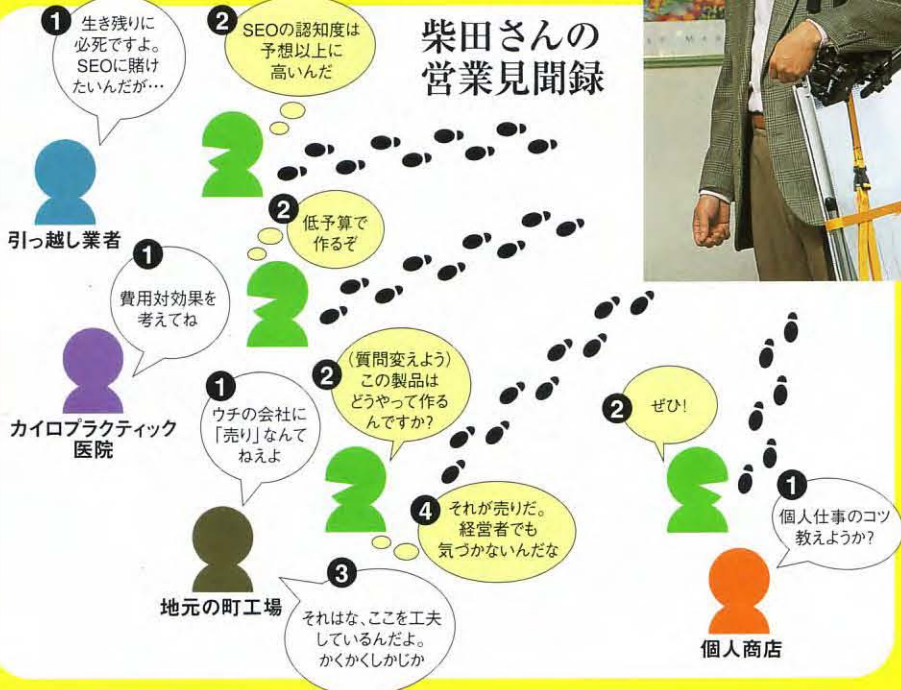 柴田さんの
営業見聞録
1
生き残りに
必死ですよ。
SEOに賭け
たいんだが…
引っ越し業者
2
SEOの認知度は
予想以上に
高いんだ
1
費用対効果を
考えてね
カイロプラクティック
医院
2
低予算で
作るぞ
1
ウチの会社に
「売り」なんて
ねえよ
地元の町工場
2
(質問変えよう)
この製品は
どうやって作る
んですか?
3
それはな、ここを工夫
しているんだよ。
かくかくしかじか
4
それが売りだ。
経営者でも
気づかないんだな
1
個人仕事のコツ
教えようか?
個人商店
2
ぜひ!